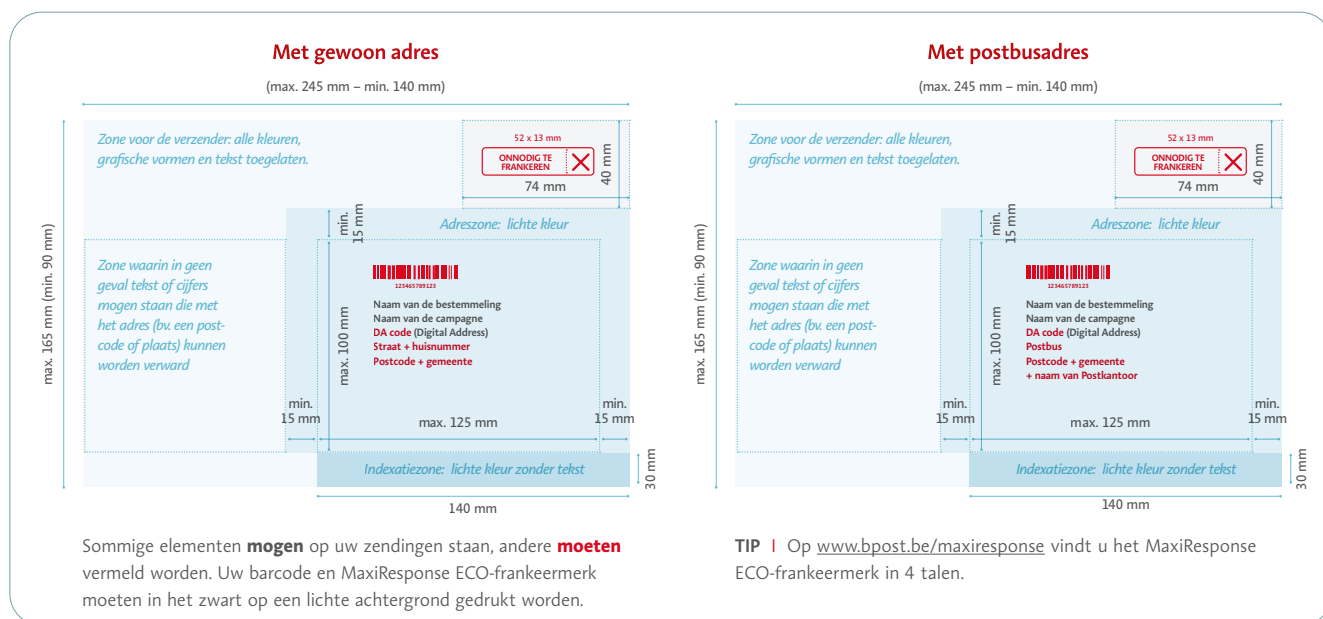 Met gewoon adres
(max. 245 mm – min. 140 mm)
max. 165 mm (min. 90 mm)
Zone voor de verzender: alle kleuren,
grafische vormen en tekst toegelaten.
52 x 13 mm
ONNODIG TE
FRANKEREN
74 mm
40 mm
min.
15 mm
Adreszone: lichte kleur
Zone waarin in geen
geval tekst of cijfers
mogen staan die met
het adres (bv. een post-
code of plaats) kunnen
worden verward
123465789123
Naam van de bestemmeling
Naam van de campagne
DA code (Digital Address)
Straat + huisnummer
Postcode + gemeente
max. 100 mm
min.
15 mm
max. 125 mm
min.
15 mm
Indexatiezone: lichte kleur zonder tekst
30 mm
140 mm
Sommige elementen mogen op uw zendingen staan, andere moeten
vermeld worden. Uw barcode en MaxiResponse ECO-frankeermerk
moeten in het zwart op een lichte achtergrond gedrukt worden.
Met postbusadres
(max. 245 mm – min. 140 mm)
max. 165 mm (min. 90 mm)
Zone voor de verzender: alle kleuren,
grafische vormen en tekst toegelaten.
52 x 13 mm
ONNODIG TE
FRANKEREN
74 mm
40 mm
min.
15 mm
Adreszone: lichte kleur
Zone waarin in geen
geval tekst of cijfers
mogen staan die met
het adres (bv. een post-
code of plaats) kunnen
worden verward
123465789123
Naam van de bestemmeling
Naam van de campagne
DA code (Digital Address)
Postbus
Postcode + gemeente
+ naam van Postkantoor
max. 100 mm
min.
15 mm
max. 125 mm
min.
15 mm
Indexatiezone: lichte kleur zonder tekst
30 mm
140 mm
TIP | Op www.bpost.be/maxiresponse vindt u het MaxiResponse
ECO-frankeermerk in 4 talen.